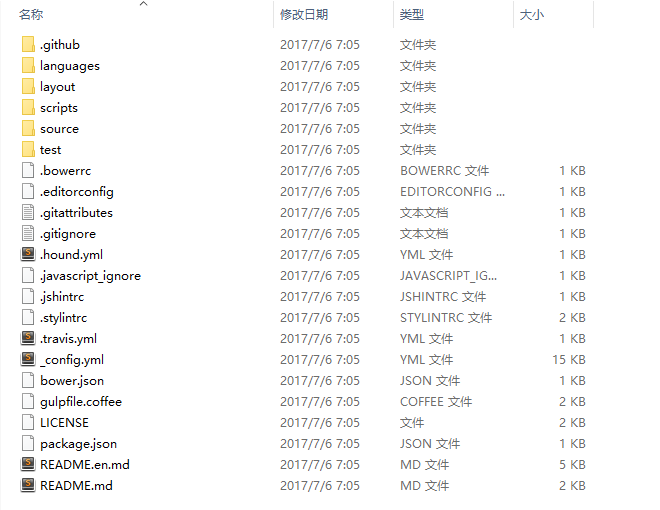 名称 修改日期 类型 大小
.github 2017/7/6 7:05 文件夹
languages 2017/7/6 7:05 文件夹
layout 2017/7/6 7:05 文件夹
scripts 2017/7/6 7:05 文件夹
source 2017/7/6 7:05 文件夹
test 2017/7/6 7:05 文件夹
.bowerrc 2017/7/6 7:05 BOWERRC 文件 1 KB
.editorconfig 2017/7/6 7:05 EDITORCONFIG ... 1 KB
.gitattributes 2017/7/6 7:05 文本文档 1 KB
.gitignore 2017/7/6 7:05 文本文档 1 KB
.hound.yml 2017/7/6 7:05 YML 文件 1 KB
.javascript_ignore 2017/7/6 7:05 JAVASCRIPT_IG... 1 KB
.jshintrc 2017/7/6 7:05 JSHINTRC 文件 1 KB
.stylintrc 2017/7/6 7:05 STYLINTRC 文件 2 KB
.travis.yml 2017/7/6 7:05 YML 文件 1 KB
_config.yml 2017/7/6 7:05 YML 文件 15 KB
bower.json 2017/7/6 7:05 JSON 文件 1 KB
gulpfile.coffee 2017/7/6 7:05 COFFEE 文件 2 KB
LICENSE 2017/7/6 7:05 文件 2 KB
package.json 2017/7/6 7:05 JSON 文件 1 KB
README.en.md 2017/7/6 7:05 MD 文件 5 KB
README.md 2017/7/6 7:05 MD 文件 2 KB